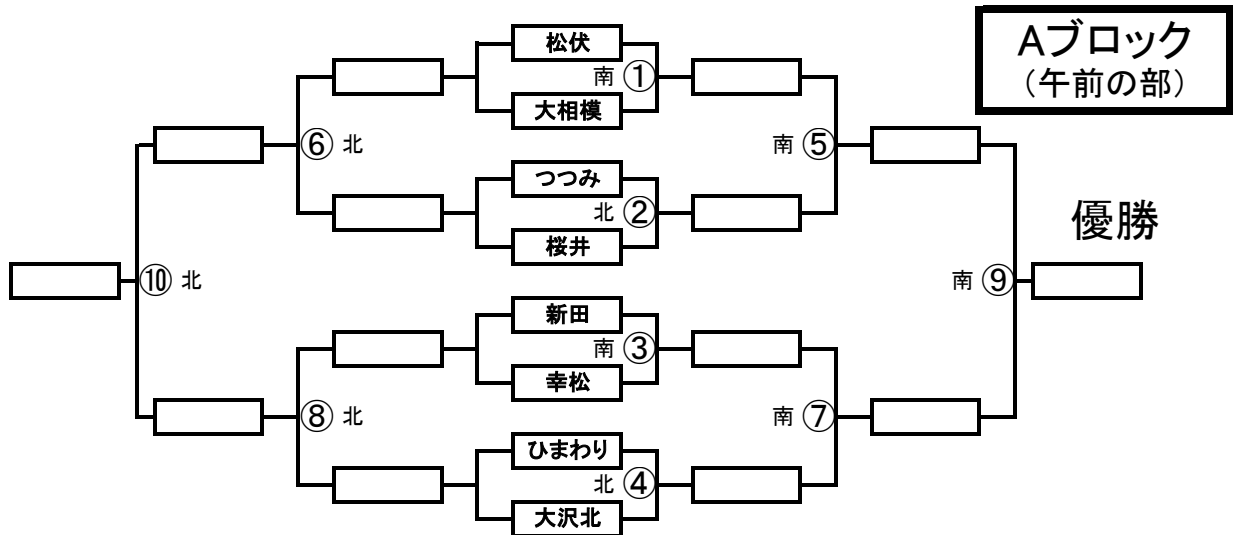 Aブロック
(午前の部)
松伏
南 ①
大相模
⑥ 北
南 ⑤
つつみ
北 ②
桜井
優勝
⑩ 北
南 ⑨
新田
南 ③
幸松
⑧ 北
南 ⑦
ひまわり
北 ④
大沢北